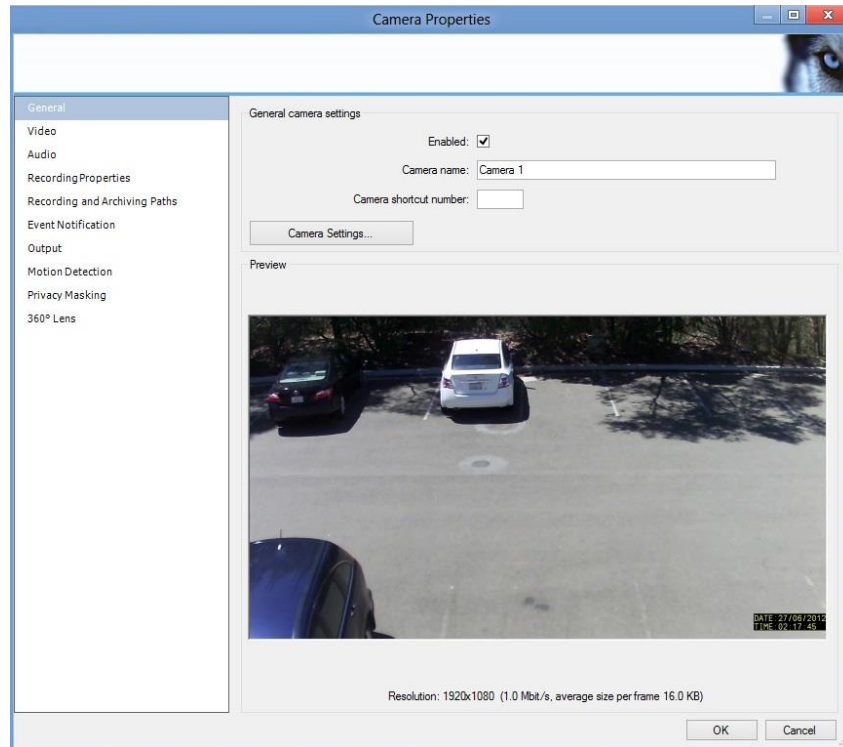 Camera Properties
General
Video
Audio
Recording Properties
Recording and Archiving Paths
Event Notification
Output
Motion Detection
Privacy Masking
360° Lens
General camera settings
Enabled:
Camera name: Camera 1
Camera shortcut number:
Camera Settings...
Preview
DATE:27/06/2012
TIME:02-17-45
Resolution: 1920x1080 (1.0 Mbit/s, average size per frame 16.0 KB)
OK Cancel